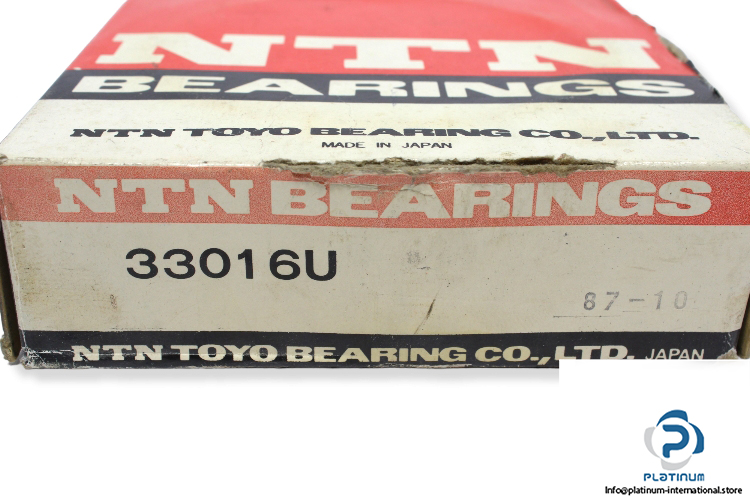 NTN
BEARINGS
NTN TOYO BEARING CO.,LTD.
MADE IN JAPAN
NTN BEARINGS
33016U
87-10
NTN TOYO BEARING CO.,LTD. JAPAN
PLATINUM
Info@platinum-international.store